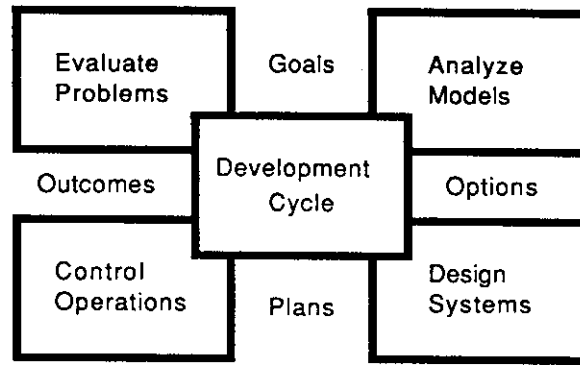 Evaluate
Problems
Goals
Analyze
Models
Outcomes
Development
Cycle
Options
Control
Operations
Plans
Design
Systems